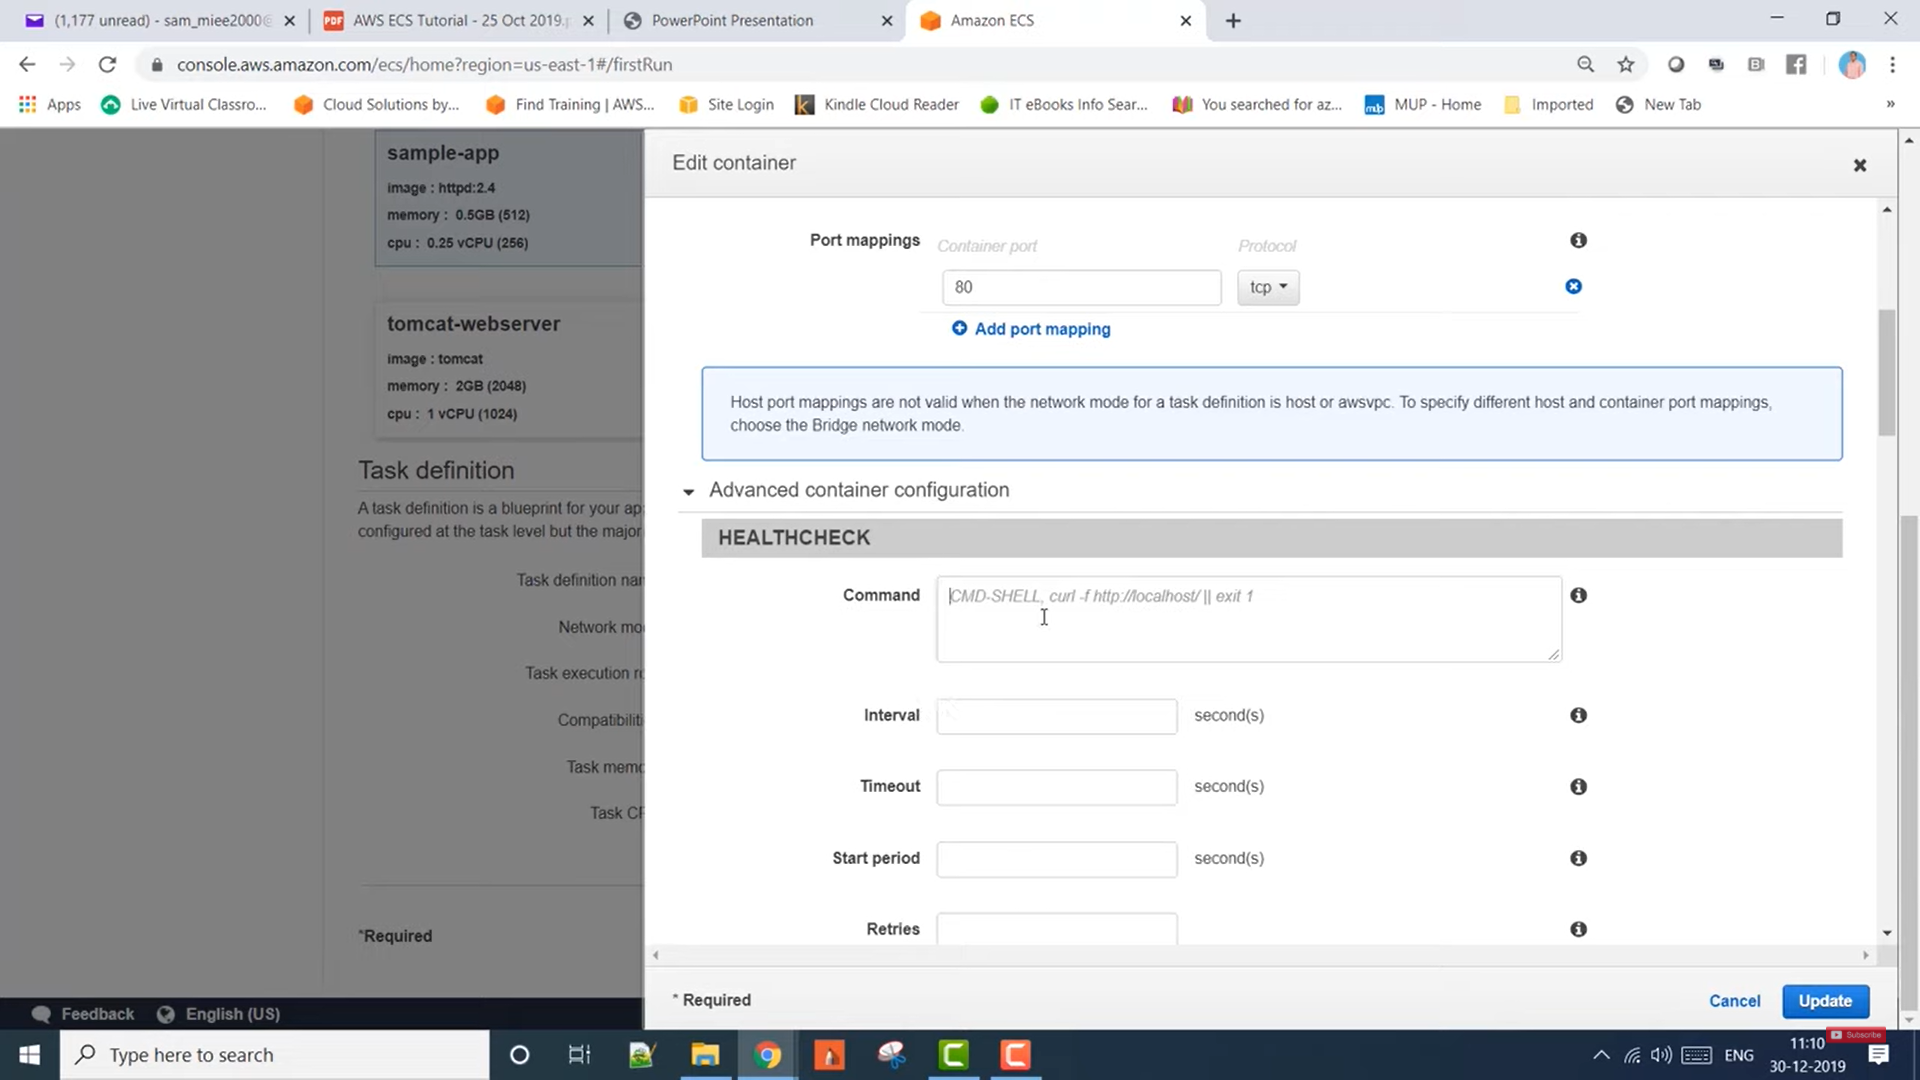 (1,177 unread) - sam_miee2000@
AWS ECS Tutorial - 25 Oct 2019.p
PowerPoint Presentation
Amazon ECS
console.aws.amazon.com/ecs/home?region=us-east-1#/firstRun
Apps
Live Virtual Classro...
Cloud Solutions by...
Find Training | AWS...
Site Login
Kindle Cloud Reader
IT eBooks Info Sear...
You searched for az...
MUP - Home
Imported
New Tab
»
sample-app
image : httpd:2.4
memory : 0.5GB (512)
cpu : 0.25 vCPU (256)
tomcat-webserver
image : tomcat
memory : 2GB (2048)
cpu : 1 vCPU (1024)
Task definition
A task definition is a blueprint for your ap
configured at the task level but the major
Task definition nam
Network mo
Task execution ro
Compatibiliti
Task memo
Task CP
*Required
Edit container
Port mappings
Container port
Protocol
80
tcp
Add port mapping
Host port mappings are not valid when the network mode for a task definition is host or awsvpc. To specify different host and container port mappings,
choose the Bridge network mode.
Advanced container configuration
HEALTHCHECK
Command
CMD-SHELL, curl -f http://localhost/ || exit 1
Interval
second(s)
Timeout
second(s)
Start period
second(s)
Retries
* Required
Cancel
Update
Feedback
English (US)
Subscribe
Type here to search
ENG
11:10
30-12-2019